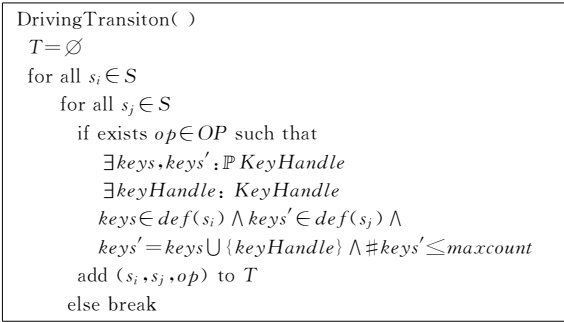 DrivingTransiton( )
T=∅
for all sᵢ∈S
for all sⱼ∈S
if exists op∈OP such that
∃keys,keys′:ℙ KeyHandle
∃keyHandle: KeyHandle
keys∈def(sᵢ)∧keys′∈def(sⱼ)∧
keys′=keys∪{keyHandle}∧♯keys′≤maxcount
add (sᵢ,sⱼ,op) to T
else break